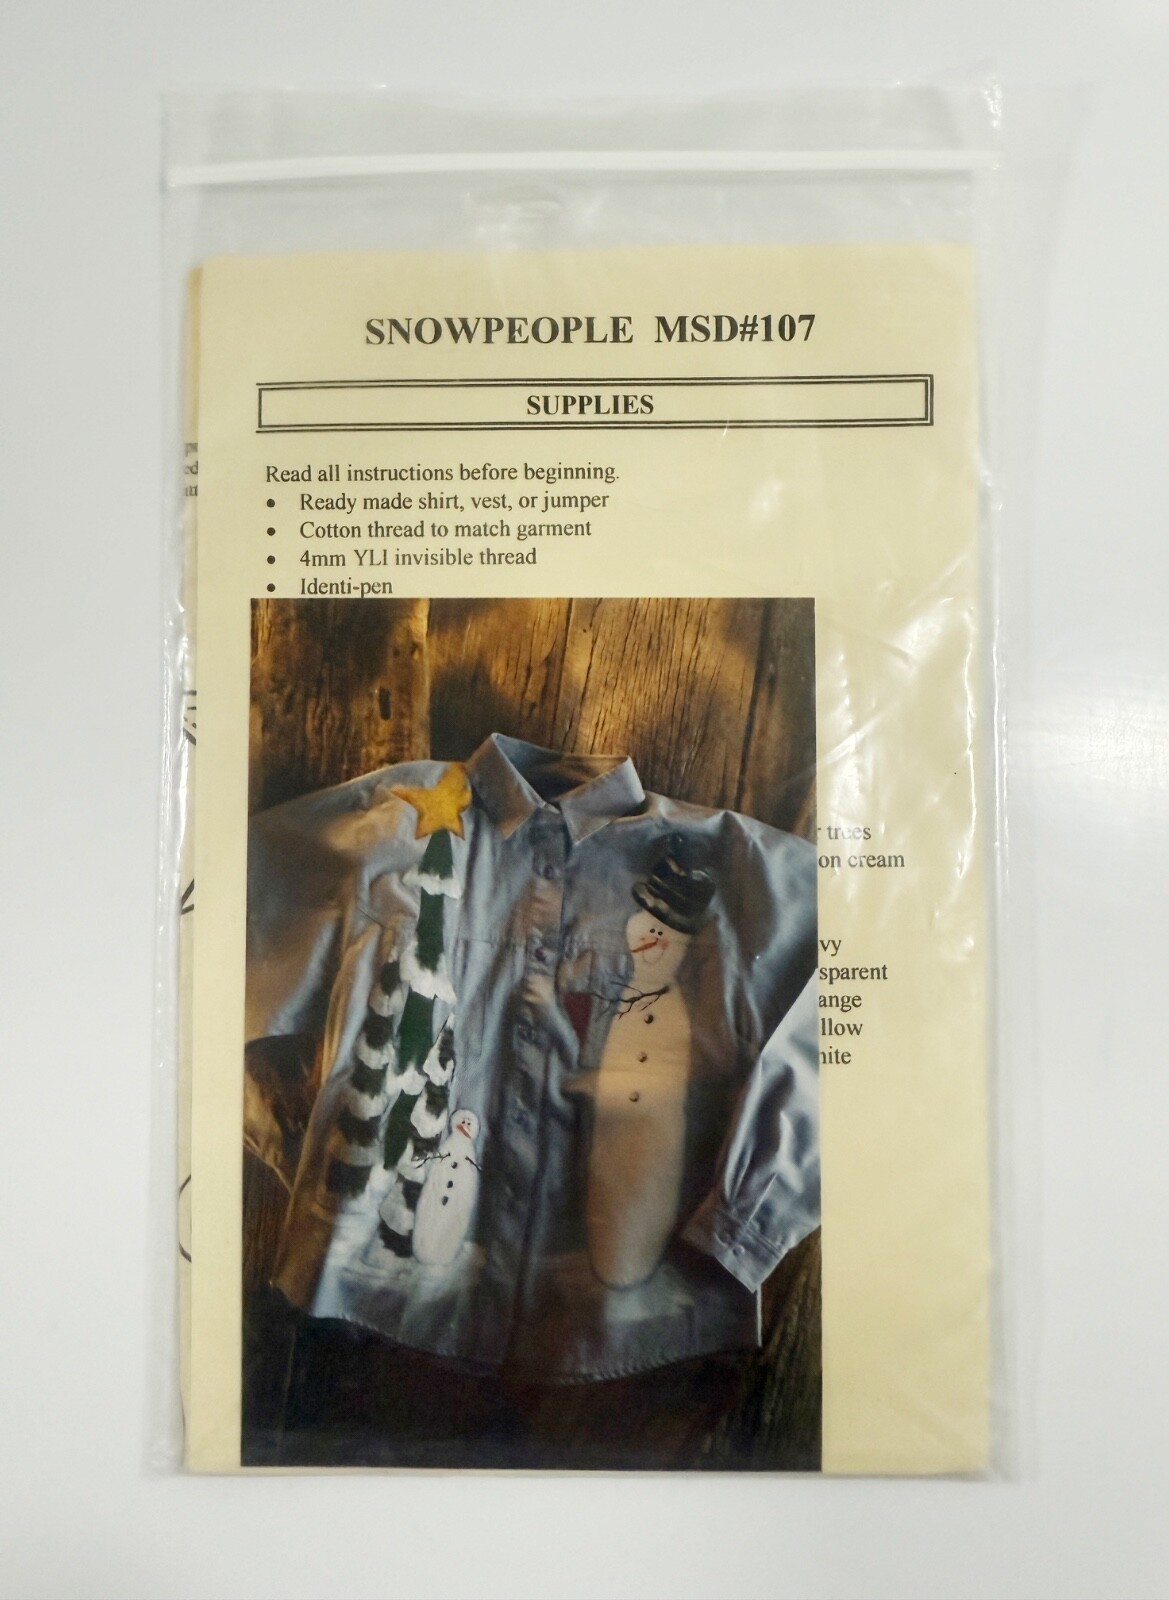 SNOWPEOPLE MSD#107
SUPPLIES
Read all instructions before beginning.
• Ready made shirt, vest, or jumper
• Cotton thread to match garment
• 4mm YLI invisible thread
• Identi-pen
trees
on cream
vy
sparent
ange
llow